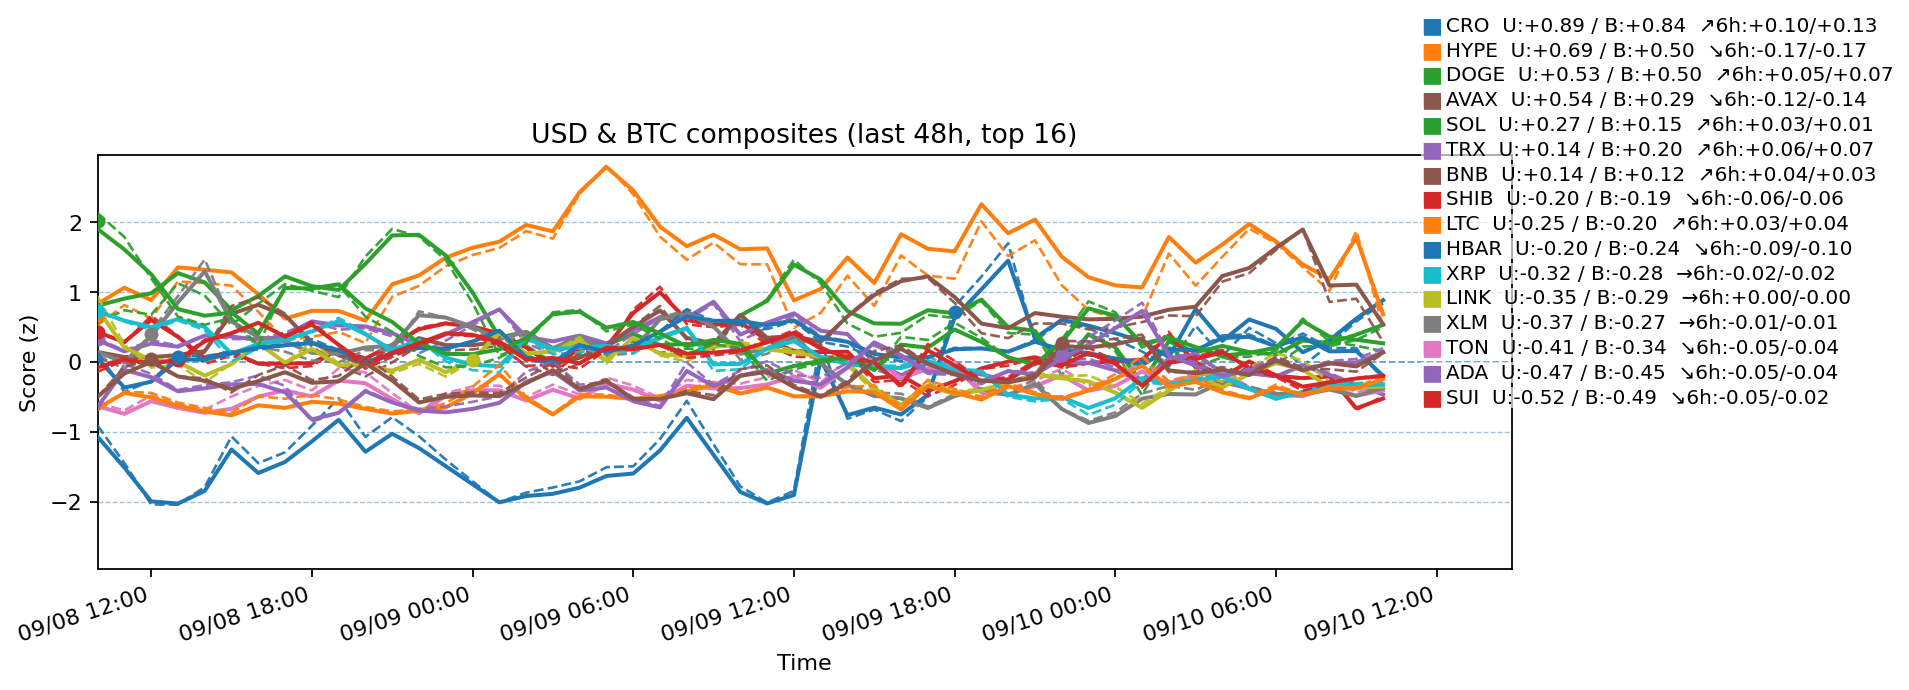 CRO  U:+0.89 / B:+0.84  ↗6h:+0.10/+0.13
HYPE  U:+0.69 / B:+0.50  ↘6h:-0.17/-0.17
DOGE  U:+0.53 / B:+0.50  ↗6h:+0.05/+0.07
AVAX  U:+0.54 / B:+0.29  ↘6h:-0.12/-0.14
SOL  U:+0.27 / B:+0.15  ↗6h:+0.03/+0.01
TRX  U:+0.14 / B:+0.20  ↗6h:+0.06/+0.07
BNB  U:+0.14 / B:+0.12  ↗6h:+0.04/+0.03
SHIB  U:-0.20 / B:-0.19  ↘6h:-0.06/-0.06
LTC  U:-0.25 / B:-0.20  ↗6h:+0.03/+0.04
HBAR  U:-0.20 / B:-0.24  ↘6h:-0.09/-0.10
XRP  U:-0.32 / B:-0.28  →6h:-0.02/-0.02
LINK  U:-0.35 / B:-0.29  →6h:+0.00/-0.00
XLM  U:-0.37 / B:-0.27  →6h:-0.01/-0.01
TON  U:-0.41 / B:-0.34  ↘6h:-0.05/-0.04
ADA  U:-0.47 / B:-0.45  ↘6h:-0.05/-0.04
SUI  U:-0.52 / B:-0.49  ↘6h:-0.05/-0.02
USD & BTC composites (last 48h, top 16)
Score (z)
2
1
0
−1
−2
09/08 12:00
09/08 18:00
09/09 00:00
09/09 06:00
09/09 12:00
09/09 18:00
09/10 00:00
09/10 06:00
09/10 12:00
Time